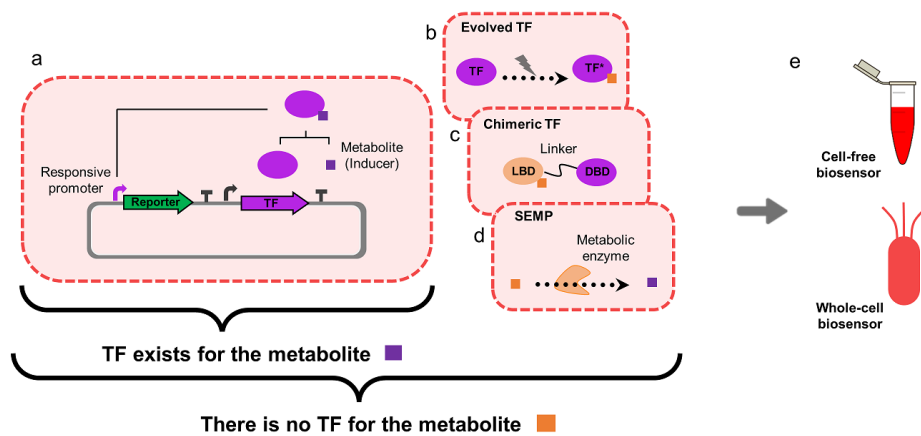 a
Metabolite
(Inducer)
Responsive
promoter
Reporter
TF
b
Evolved TF
TF
TF*
c
Chimeric TF
Linker
LBD
DBD
d
SEMP
Metabolic
enzyme
e
Cell-free
biosensor
Whole-cell
biosensor
TF exists for the metabolite
There is no TF for the metabolite